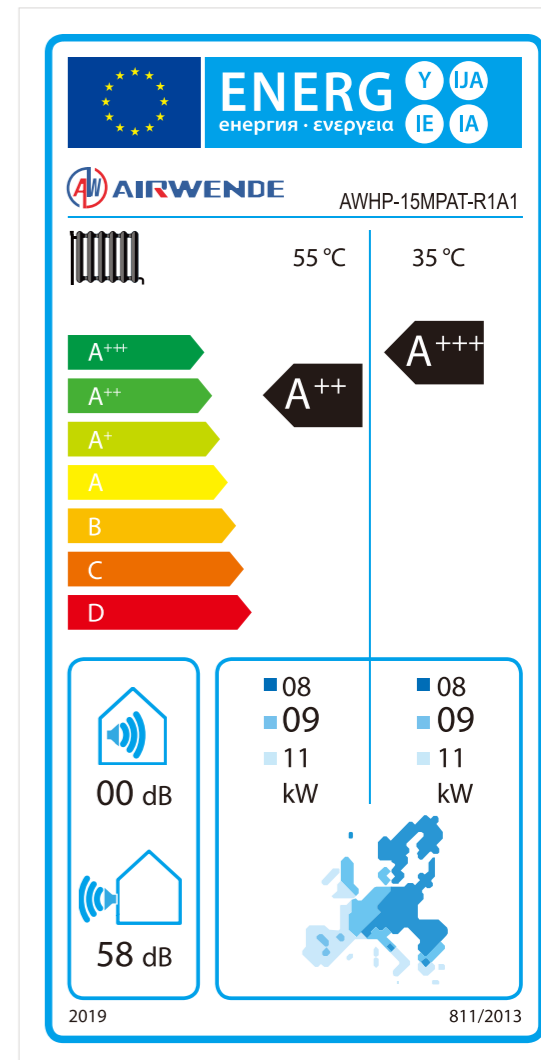 ENERG Y IJA
енергия · ενεργεια IE IA
AW AIRWENDE
AWHP-15MPAT-R1A1
55 °C 35 °C
A+++
A++
A+
A
B
C
D
A++
A+++
00 dB
58 dB
08
09
11
kW
08
09
11
kW
2019
811/2013